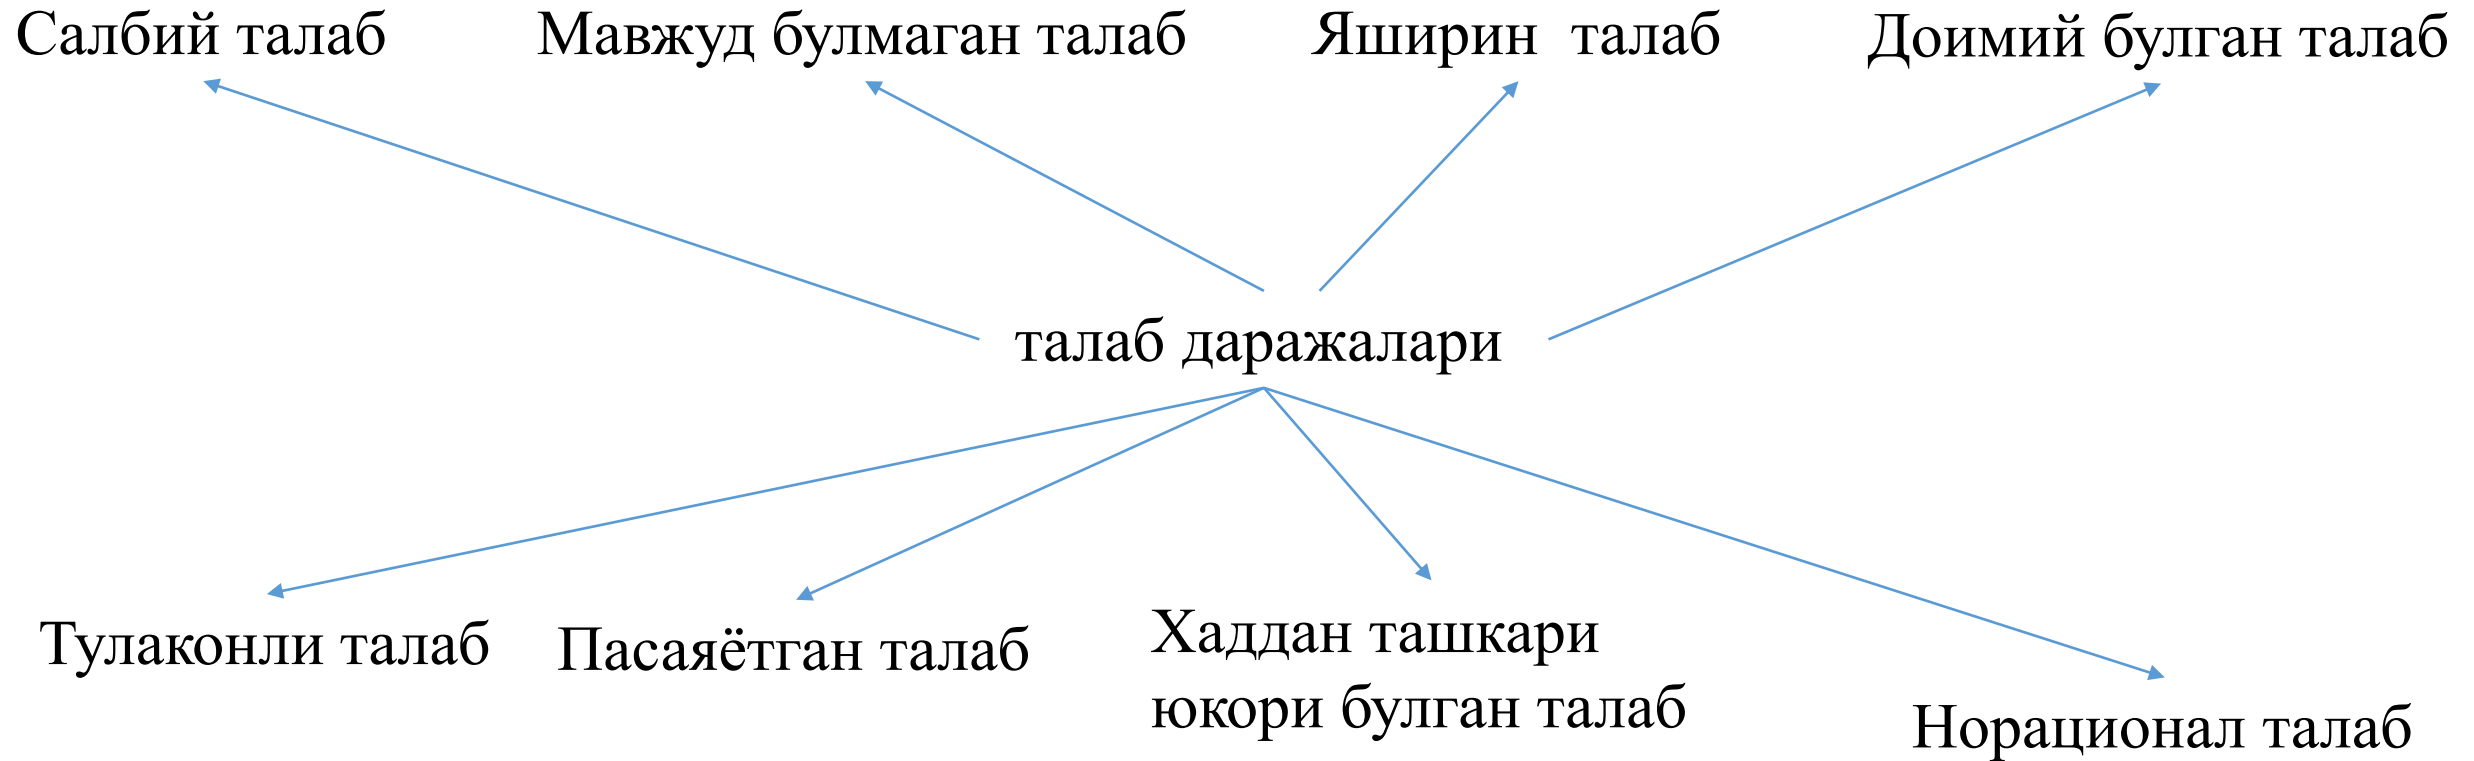 Салбий талаб
Мавжуд булмаган талаб
Яширин талаб
Доимий булган талаб
талаб даражалари
Тулаконли талаб
Пасаяётган талаб
Хаддан ташкари
юкори булган талаб
Норационал талаб